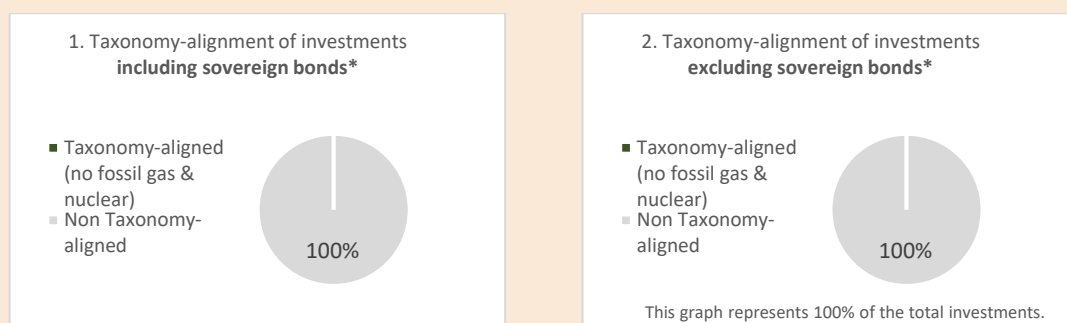 1. Taxonomy-alignment of investments
including sovereign bonds*
Taxonomy-aligned
(no fossil gas &
nuclear)
Non Taxonomy-
aligned
100%
2. Taxonomy-alignment of investments
excluding sovereign bonds*
Taxonomy-aligned
(no fossil gas &
nuclear)
Non Taxonomy-
aligned
100%
This graph represents 100% of the total investments.